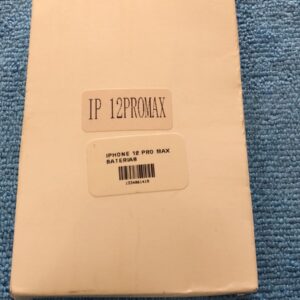 IP 12PROMAX
IPHONE 12 PRO MAX
BATERIAS